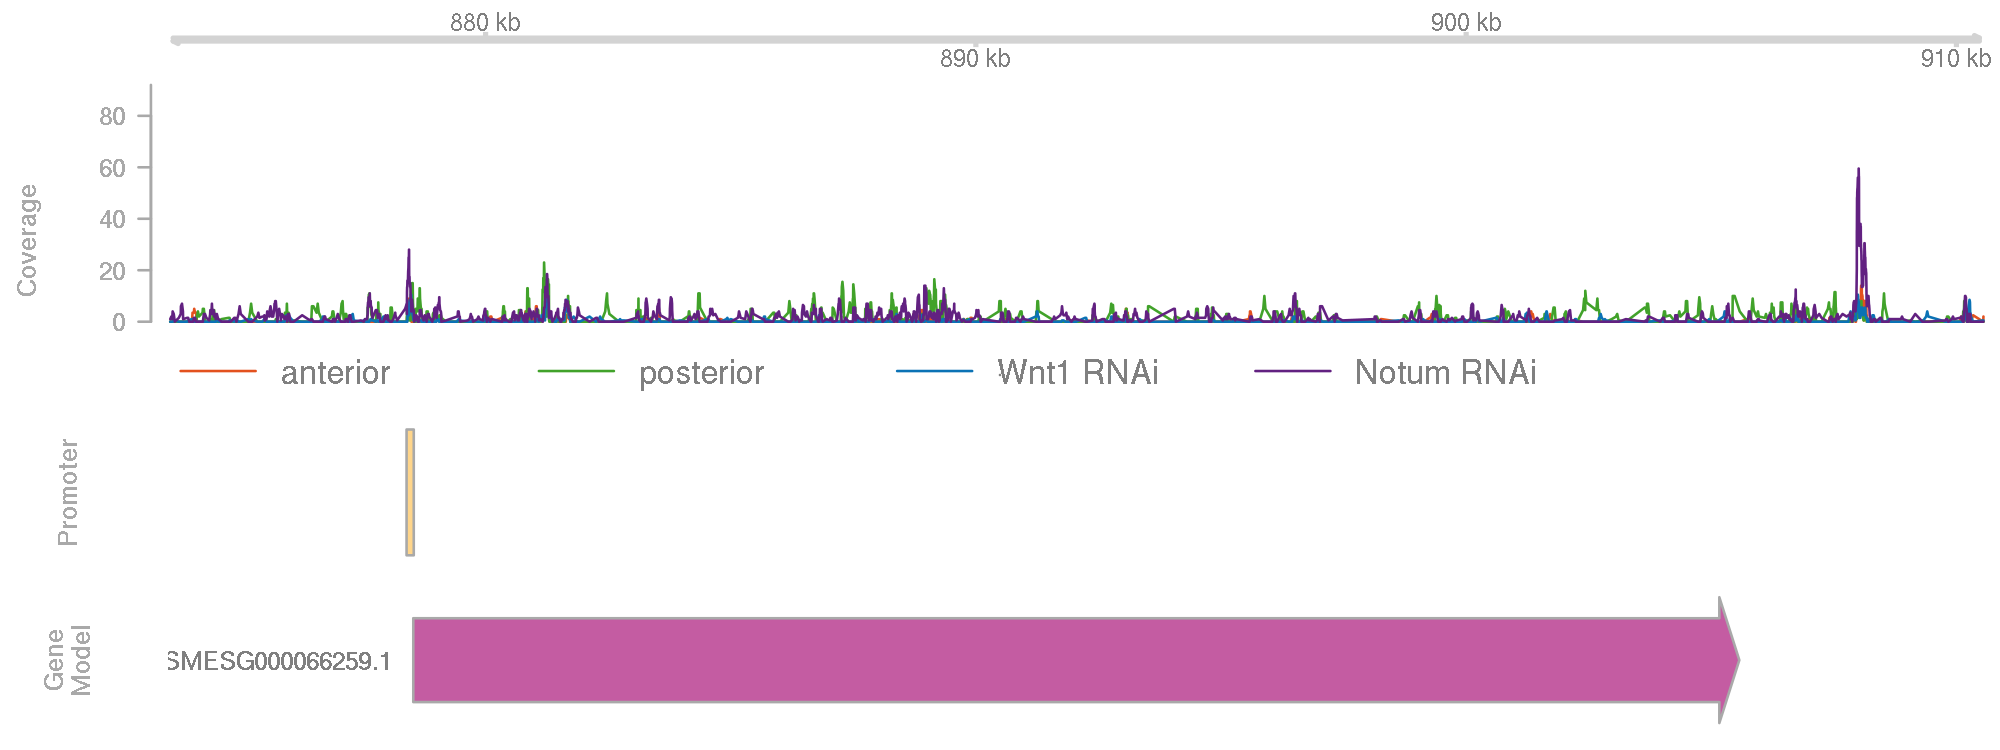 880 kb
900 kb
890 kb
910 kb
80
60
40
20
0
Coverage
anterior
posterior
Wnt1 RNAi
Notum RNAi
Promoter
Gene
Model
SMESG000066259.1